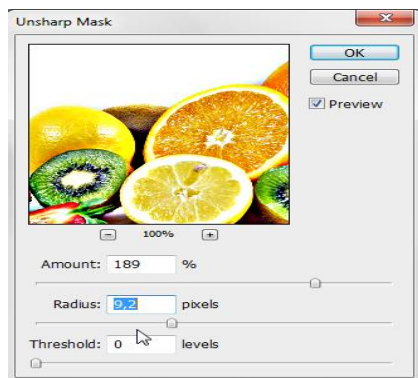 Unsharp Mask
OK
Cancel
Preview
100%
Amount: 189 %
Radius: 9,2 pixels
Threshold: 0 levels